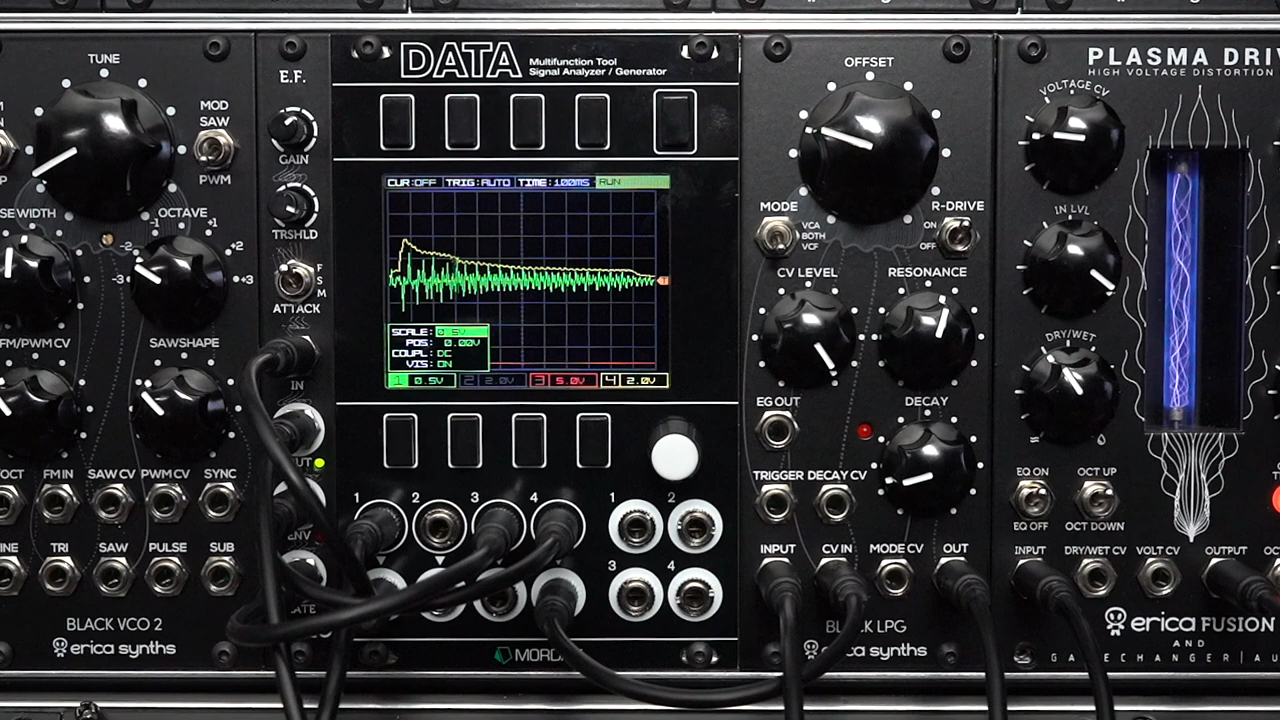 TUNE
MOD
SAW
PWM
OCTAVE
-1
+1
-2
+2
-3
+3
FM/PWM CV
SAWSHAPE
FM IN
SAW CV
PWM CV
SYNC
TRI
SAW
PULSE
SUB
BLACK VCO 2
erica synths
E.F.
GAIN
TRSHLD
F
S
M
ATTACK
IN
ENV
DATA
Multifunction Tool
Signal Analyzer / Generator
CUR:OFF TRIG:AUTO TIME:100MS RUN
SCALE: 0.5V
POS: 0.00V
COUPL: DC
VIS: ON
1 0.5V 2 2.0V 3 5.0V 4 2.0V
1 2 3 4
1 2
3 4
OFFSET
MODE
VCA
BOTH
VCF
R-DRIVE
ON
OFF
CV LEVEL
RESONANCE
EG OUT
DECAY
TRIGGER
DECAY CV
INPUT
CV IN
MODE CV
OUT
BLACK LPG
erica synths
HIGH VOLTAGE DISTORTION
PLASMA
VOLTAGE CV
IN LVL
DRY/WET
EQ ON
EQ OFF
OCT UP
OCT DOWN
INPUT
DRY/WET CV
VOLT CV
OUTPUT
erica FUSION
AND